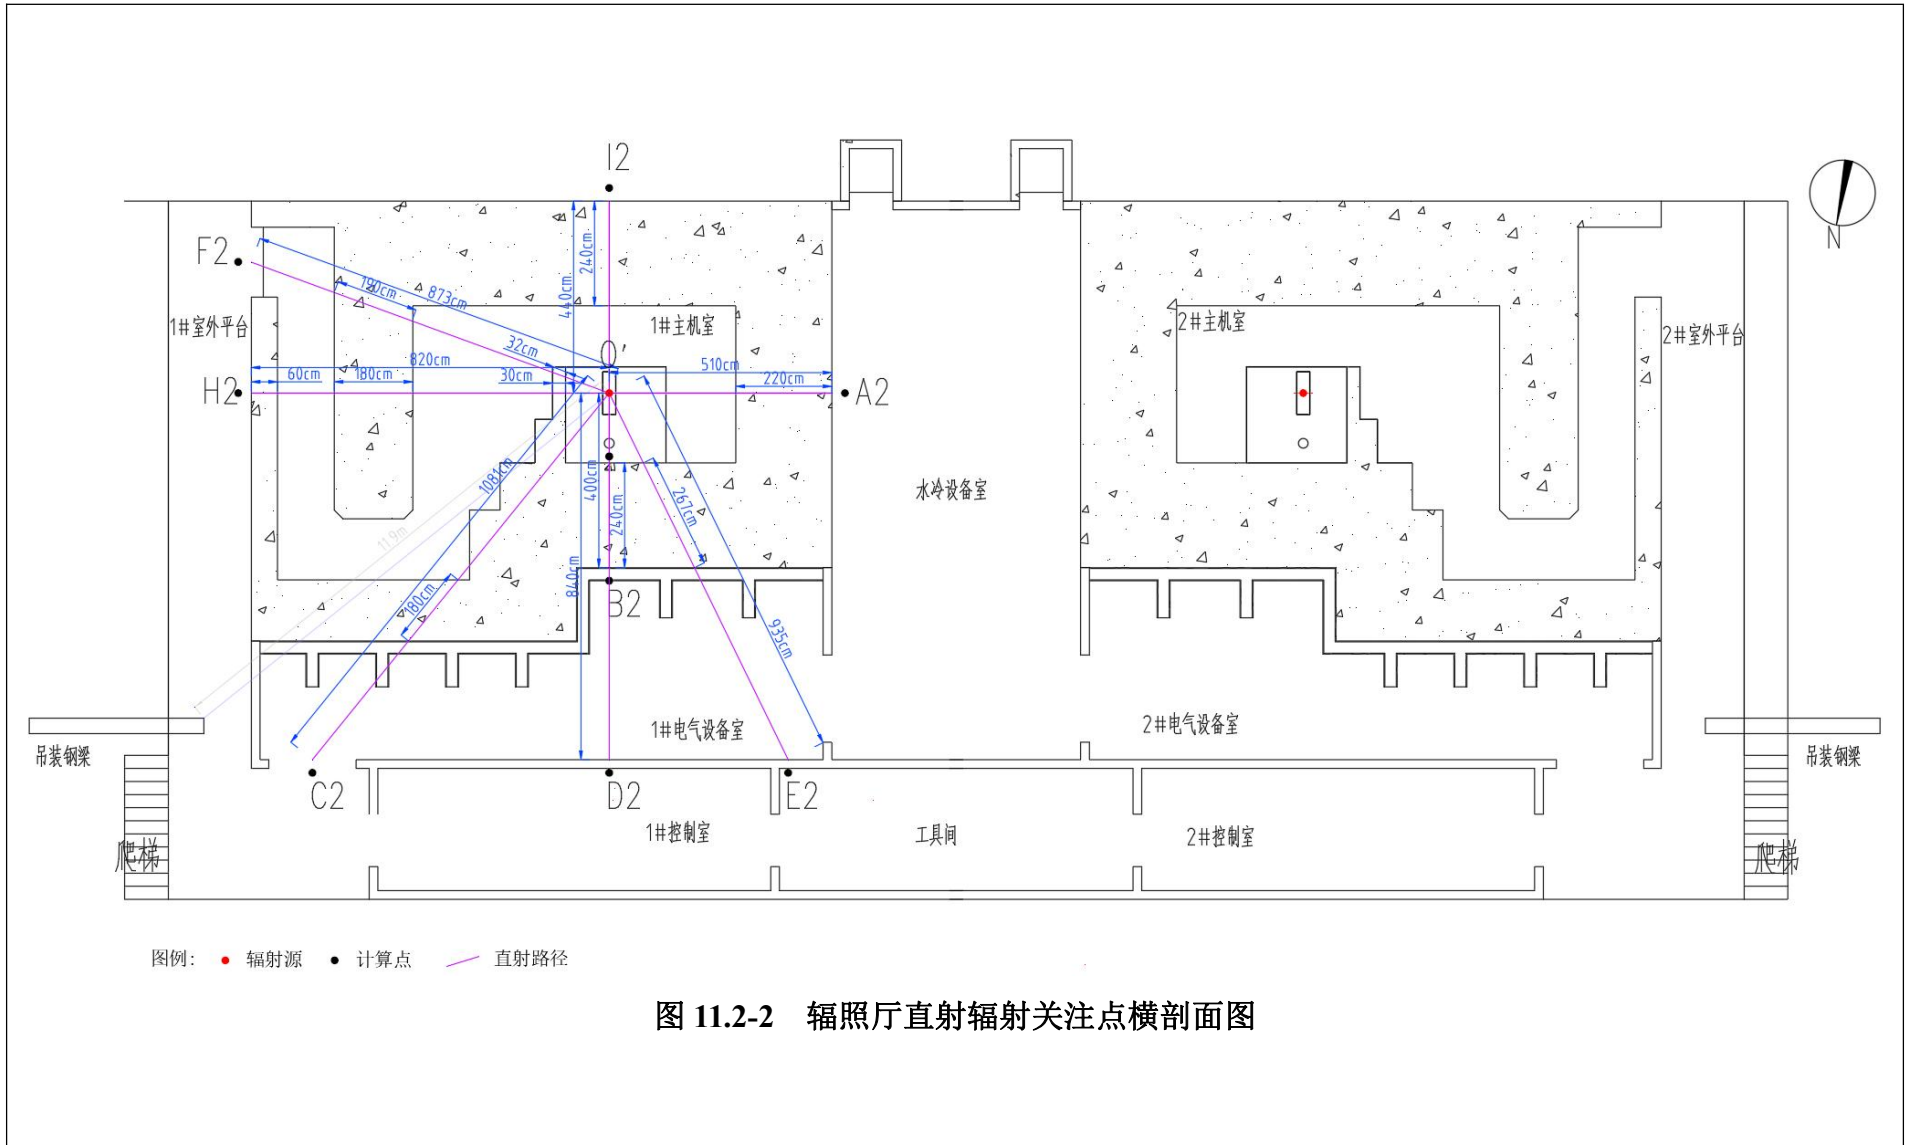 I2
F2
N
190cm
873cm
440cm
240cm
1#室外平台
1#主机室
2#主机室
2#室外平台
32cm
O'
820cm
510cm
60cm
180cm
30cm
220cm
H2
A2
1081cm
400cm
240cm
267cm
水冷设备室
11.9m
180cm
840cm
B2
935cm
1#电气设备室
2#电气设备室
吊装钢梁
吊装钢梁
C2
D2
E2
1#控制室
工具间
2#控制室
爬梯
爬梯
图例: 辐射源 计算点 直射路径
图 11.2-2 辐照厅直射辐射关注点横剖面图